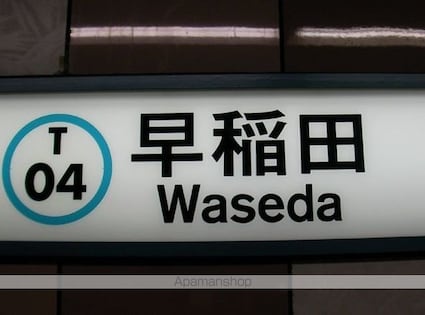 T
04
早稲田
Waseda
Apamanshop